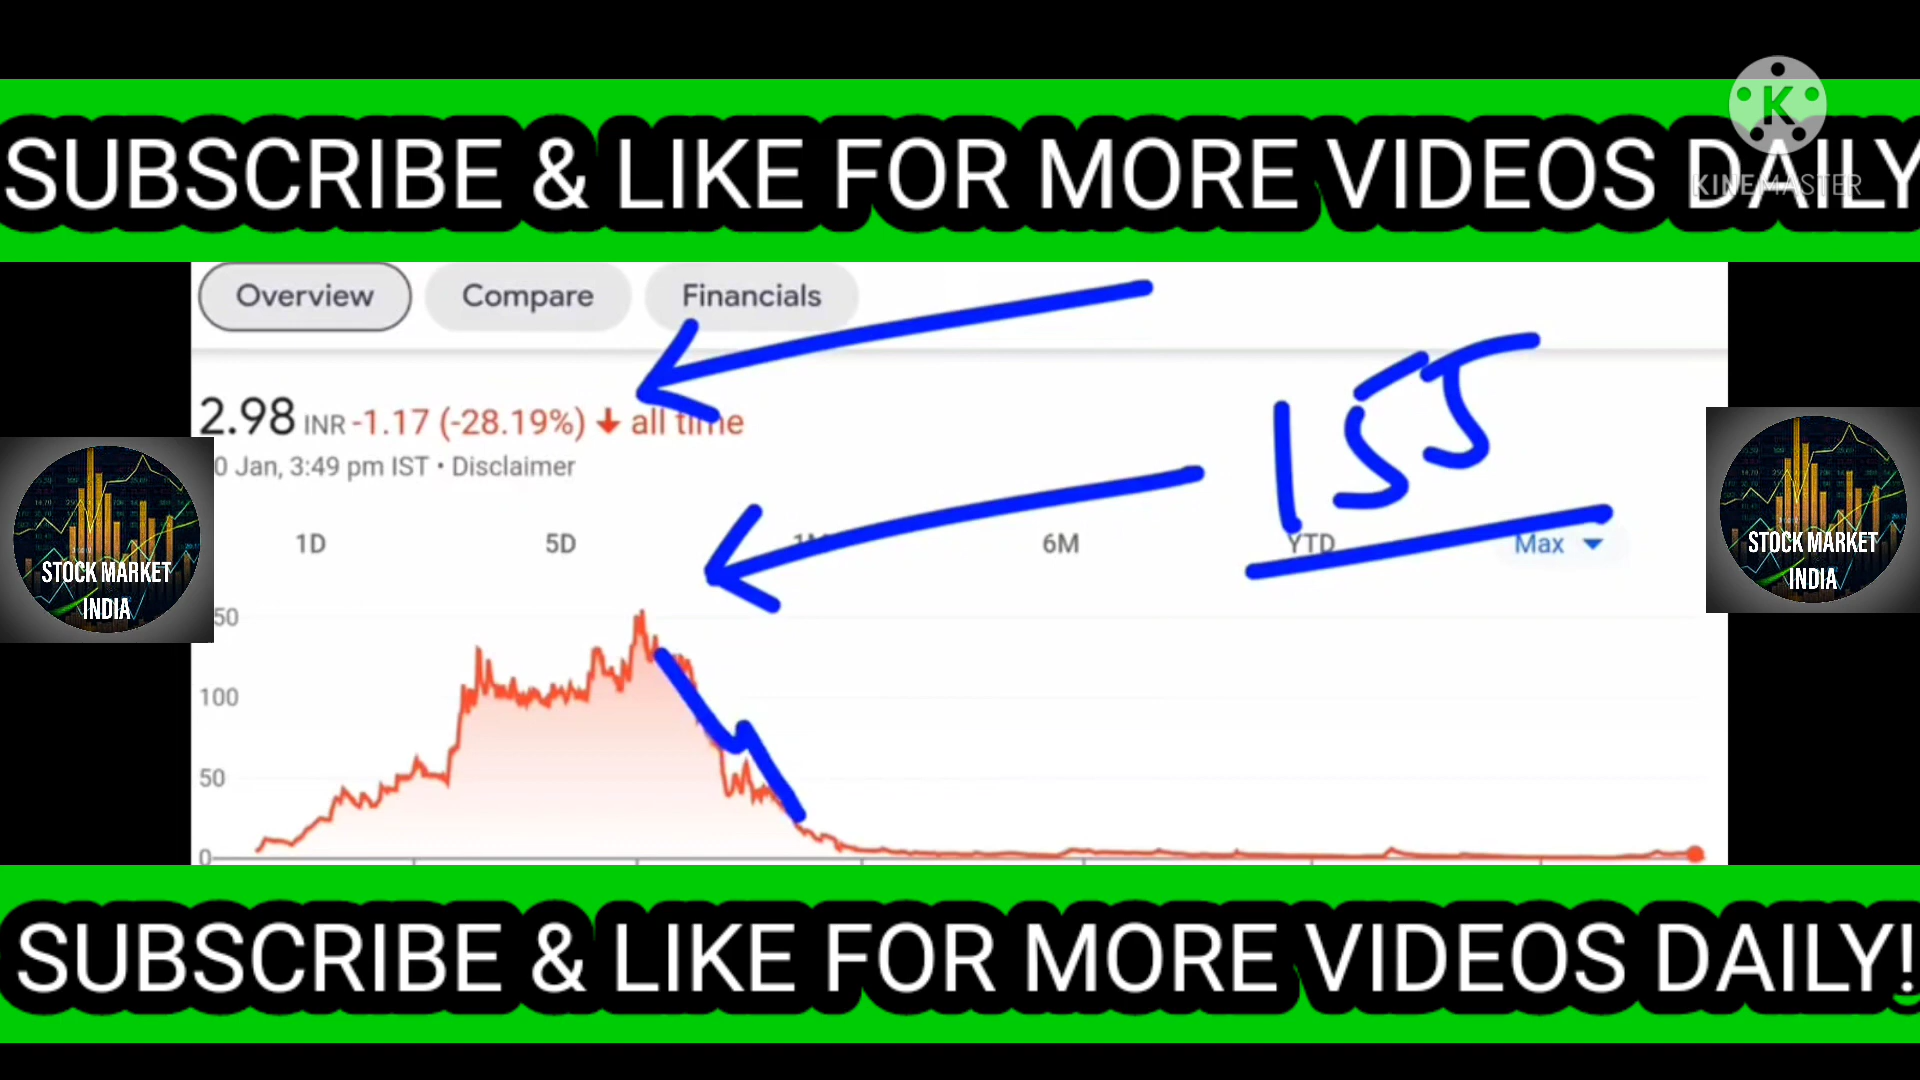 SUBSCRIBE & LIKE FOR MORE VIDEOS DAILY
KINEMASTER
Overview Compare Financials
2.98 INR -1.17 (-28.19%) ↓ all time
0 Jan, 3:49 pm IST • Disclaimer
155
1D 5D 1M 6M YTD Max
50
100
50
0
STOCK MARKET
INDIA
STOCK MARKET
INDIA
SUBSCRIBE & LIKE FOR MORE VIDEOS DAILY!